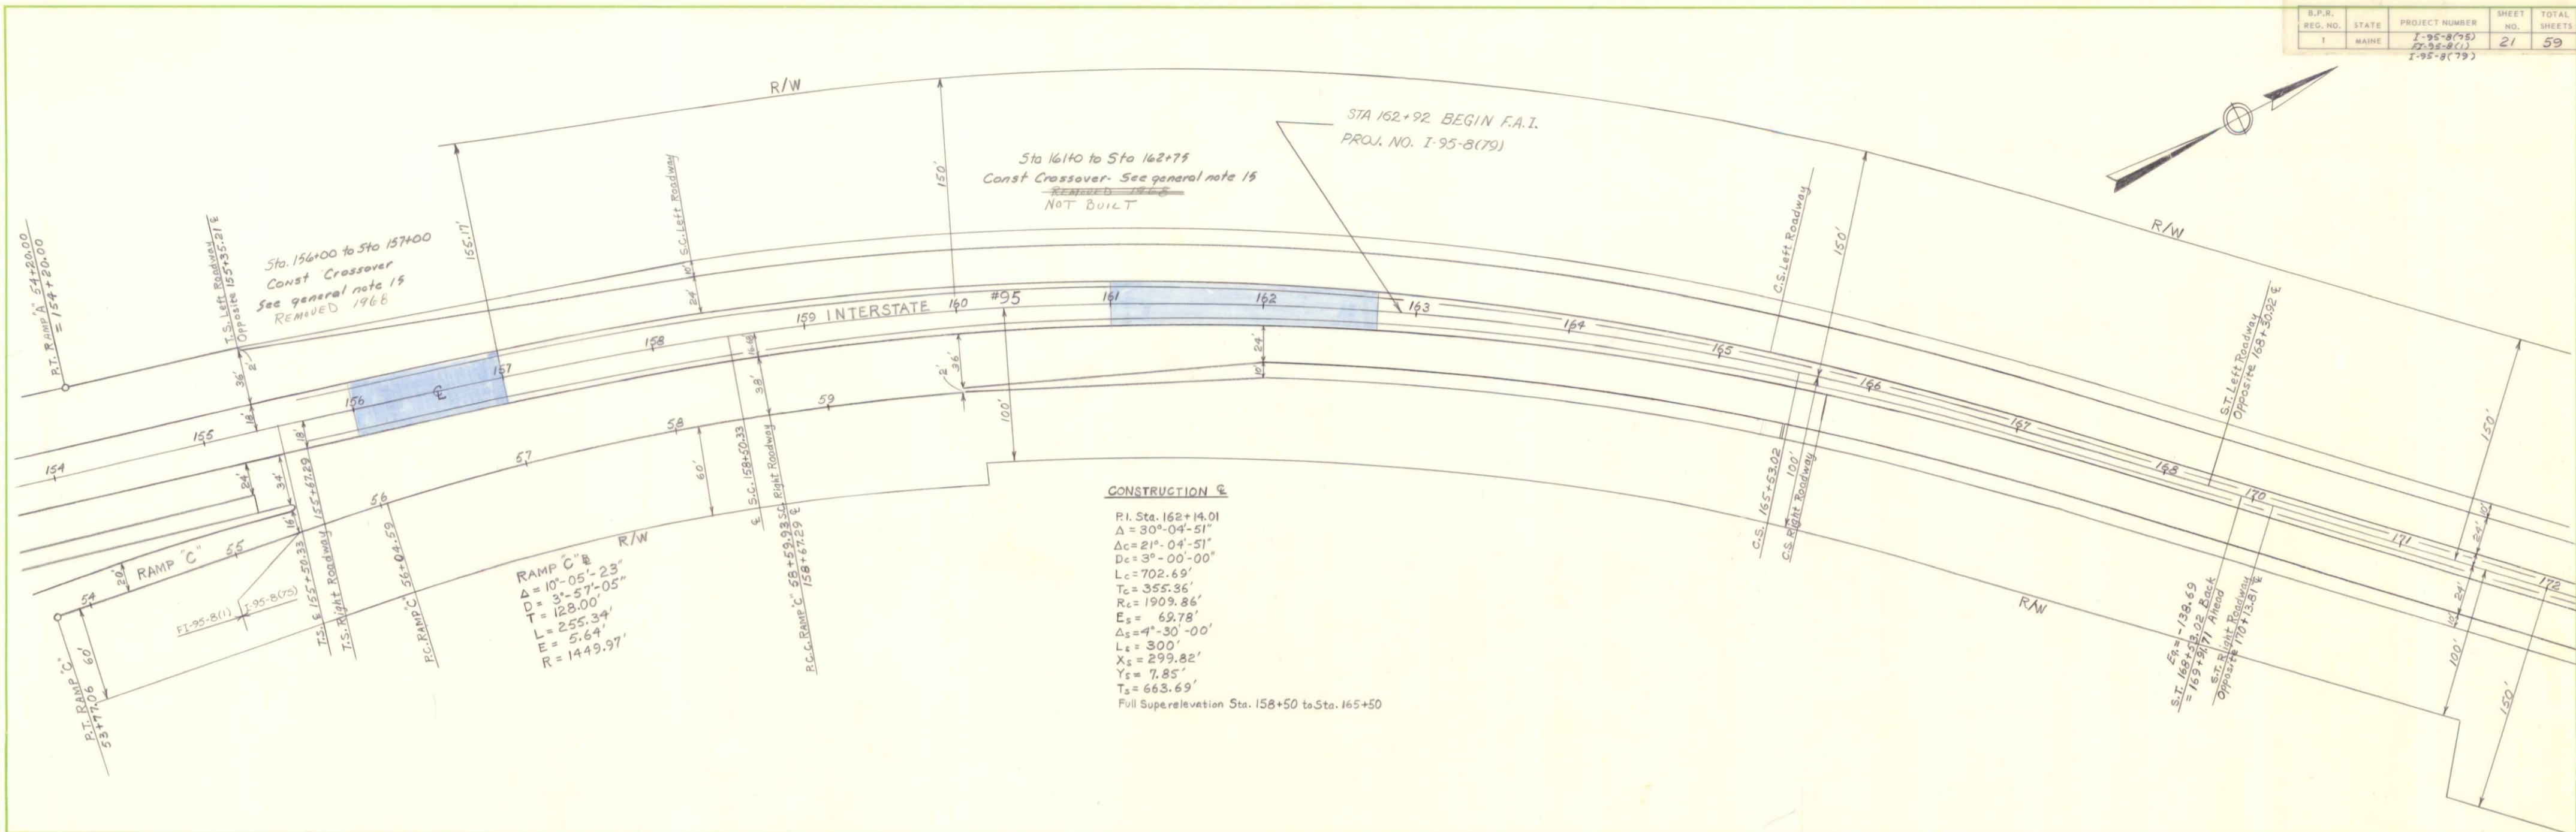 B.P.R. REG. NO. STATE PROJECT NUMBER SHEET NO. TOTAL SHEETS
1 MAINE I-95-8(75) FI-95-8(1) 21 59
I-95-8(79)
R/W
STA 162+92 BEGIN F.A.I.
PROJ. NO. I-95-8(79)
Sta 161+0 to Sta 162+75
Const Crossover- See general note 15
REMOVED 1968
NOT BUILT
150'
155.17'
S.C. Left Roadway
10'
24'
P.T. RAMP "A" 54+20.00
= 154+20.00
T.S. Left Roadway
Opposite 155+35.21 ℄
Sta. 156+00 to Sta 157+00
Const Crossover
See general note 15
REMOVED 1968
C.S. Left Roadway
150'
R/W
S.T. Left Roadway
Opposite 168+30.92 ℄
150'
INTERSTATE #95
154
155
156
℄
157
158
159
160
161
162
163
164
165
166
167
168
170
171
172
36'
2'
18'
18'
24'
34'
16'
38'
2'
36'
100'
24'
10'
60'
10'
24'
24'
10'
100'
150'
RAMP "C"
54
55
56
57
58
59
20'
60'
P.T. RAMP "C"
53+77.06
FI-95-8(1)
I-95-8(75)
T.S. ℄ 155+50.33
T.S. Right Roadway 155+67.29
P.C. RAMP "C" 56+04.59
R/W
RAMP "C" ℄
Δ = 10°-05'-23"
D = 3°-57'-05"
T = 128.00'
L = 255.34'
E = 5.64'
R = 1449.97'
℄ S.C. 158+50.33
P.C.C. RAMP "C" 58+59.93 S.C. Right Roadway
158+67.29 ℄
CONSTRUCTION ℄
P.I. Sta. 162+14.01
Δ = 30°-04'-51"
Δc = 21°-04'-51"
Dc = 3°-00'-00"
Lc = 702.69'
Tc = 355.36'
Rc = 1909.86'
Es = 69.78'
Δs = 4°-30'-00'
Ls = 300'
Xs = 299.82'
Ys = 7.85'
Ts = 663.69'
Full Superelevation Sta. 158+50 to Sta. 165+50
C.S. 165+53.02
100'
C.S. Right Roadway
R/W
Eq. = -138.69
S.T. 168+53.02 Back
= 169+91.71 Ahead
S.T. Right Roadway
Opposite 170+13.81 ℄